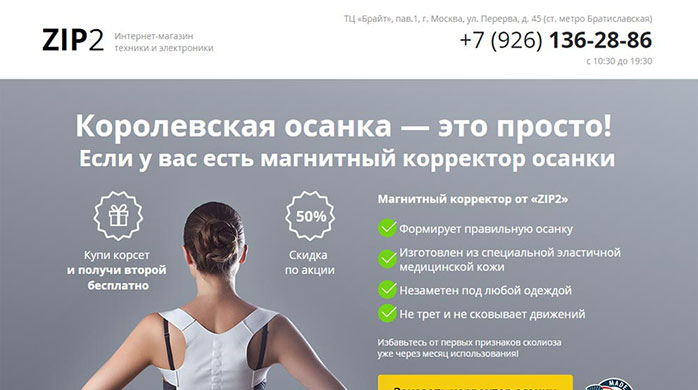 ZIP2
Интернет-магазин
техники и электроники
ТЦ «Брайт», пав.1, г. Москва, ул. Перерва, д. 45 (ст. метро Братиславская)
+7 (926) 136-28-86
с 10:30 до 19:30
Королевская осанка — это просто!
Если у вас есть магнитный корректор осанки
Купи корсет
и получи второй
бесплатно
50%
Скидка
по акции
Магнитный корректор от «ZIP2»
Формирует правильную осанку
Изготовлен из специальной эластичной
медицинской кожи
Незаметен под любой одеждой
Не трет и не сковывает движений
Избавьтесь от первых признаков сколиоза
уже через месяц использования!
MADE